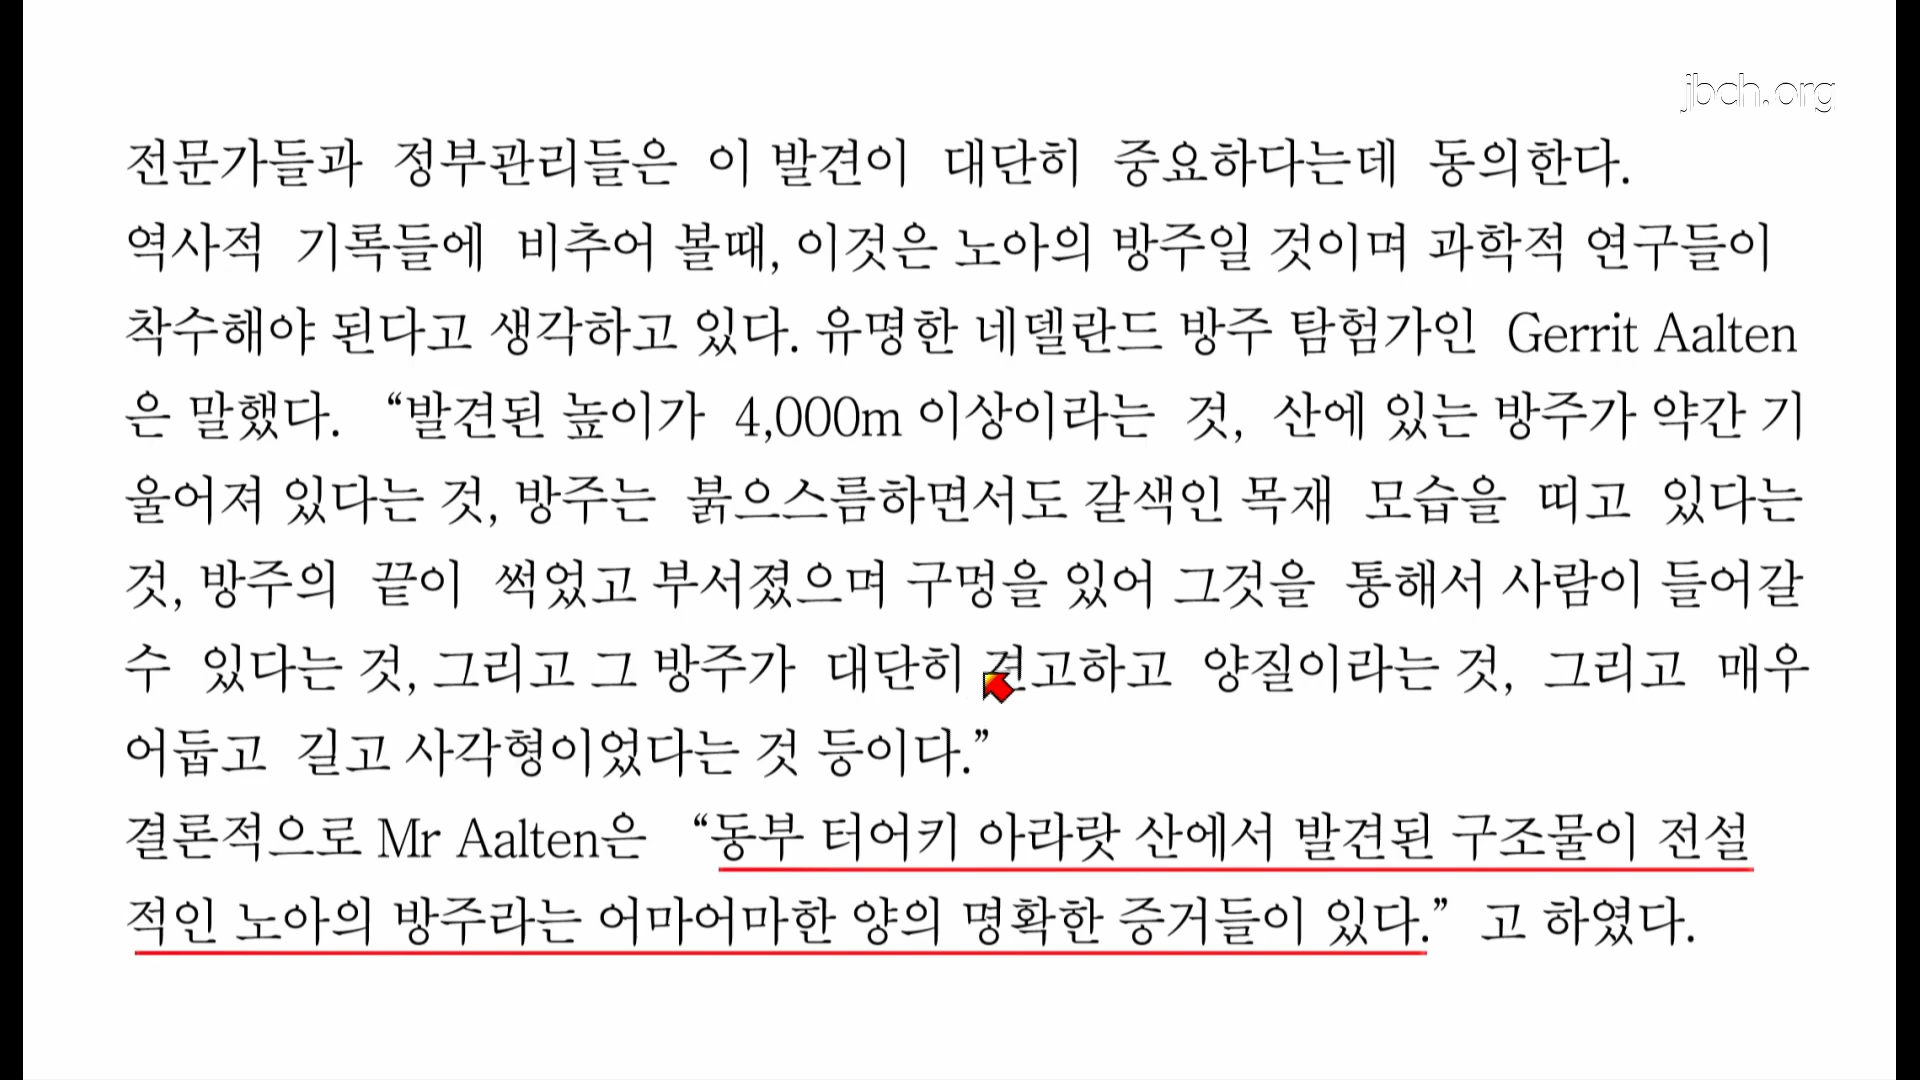 jbch.org
전문가들과 정부관리들은 이 발견이 대단히 중요하다는데 동의한다.
역사적 기록들에 비추어 볼때, 이것은 노아의 방주일 것이며 과학적 연구들이
착수해야 된다고 생각하고 있다. 유명한 네델란드 방주 탐험가인 Gerrit Aalten
은 말했다. “발견된 높이가 4,000m 이상이라는 것, 산에 있는 방주가 약간 기
울어져 있다는 것, 방주는 붉으스름하면서도 갈색인 목재 모습을 띠고 있다는
것, 방주의 끝이 썩었고 부서졌으며 구멍을 있어 그것을 통해서 사람이 들어갈
수 있다는 것, 그리고 그 방주가 대단히 견고하고 양질이라는 것, 그리고 매우
어둡고 길고 사각형이었다는 것 등이다.”
결론적으로 Mr Aalten은 “동부 터어키 아라랏 산에서 발견된 구조물이 전설
적인 노아의 방주라는 어마어마한 양의 명확한 증거들이 있다.” 고 하였다.